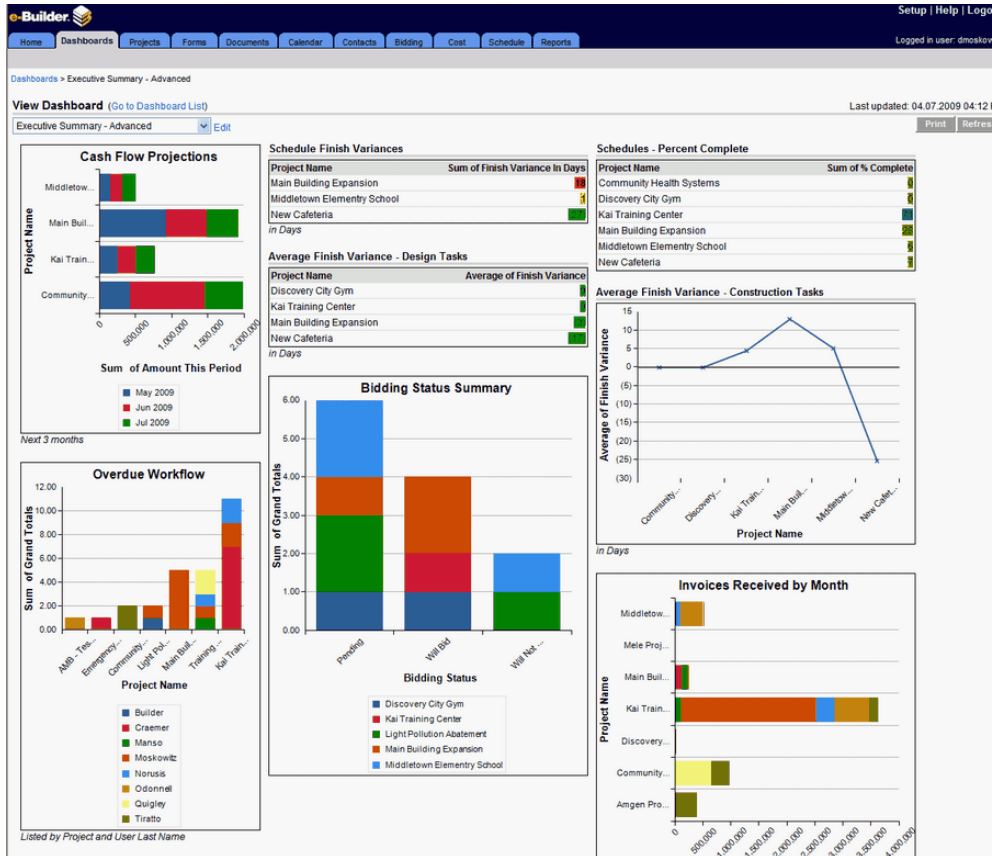 e-Builder
Setup | Help | Logo
Home Dashboards Projects Forms Documents Calendar Contacts Bidding Cost Schedule Reports
Logged in user: dmoskow
Dashboards > Executive Summary - Advanced
View Dashboard (Go to Dashboard List)
Last updated: 04.07.2009 04:12
Executive Summary - Advanced Edit
Print Refres
Cash Flow Projections
Project Name
Middletow...
Main Buil...
Kai Train...
Community...
0 500,000 1,000,000 1,500,000 2,000,000
Sum of Amount This Period
May 2009
Jun 2009
Jul 2009
Next 3 months
Overdue Workflow
Sum of Grand Totals
12.00
10.00
8.00
6.00
4.00
2.00
0.00
AMB - Tes... Emergency... Community... Light Pol... Main Buil... Training ... Kai Train...
Project Name
Builder
Craemer
Manso
Moskowitz
Norusis
Odonnell
Quigley
Tiratto
Listed by Project and User Last Name
Schedule Finish Variances
Project Name Sum of Finish Variance In Days
Main Building Expansion 18
Middletown Elementry School 1
New Cafeteria
in Days
Average Finish Variance - Design Tasks
Project Name Average of Finish Variance
Discovery City Gym
Kai Training Center
Main Building Expansion
New Cafeteria
in Days
Bidding Status Summary
Sum of Grand Totals
6.00
5.00
4.00
3.00
2.00
1.00
0.00
Pending Will Bid Will Not ...
Bidding Status
Discovery City Gym
Kai Training Center
Light Pollution Abatement
Main Building Expansion
Middletown Elementry School
Schedules - Percent Complete
Project Name Sum of % Complete
Community Health Systems
Discovery City Gym
Kai Training Center
Main Building Expansion
Middletown Elementry School
New Cafeteria
Average Finish Variance - Construction Tasks
Average of Finish Variance
15
10
5
0
(5)
(10)
(15)
(20)
(25)
(30)
Community... Discovery... Kai Train... Main Buil... Middletow... New Cafet...
Project Name
in Days
Invoices Received by Month
Project Name
Middletow...
Mele Proj...
Main Buil...
Kai Train...
Discovery...
Community...
Amgen Pro...
0 500,000 1,000,000 1,500,000 2,000,000 2,500,000 3,000,000 3,500,000 4,000,000